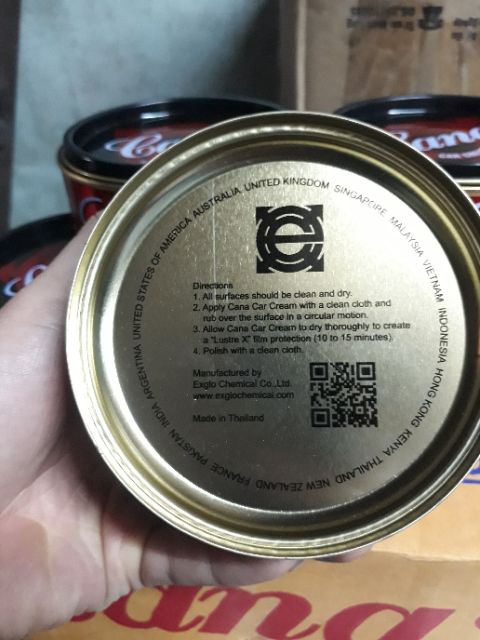 Cana
CAR
UNITED STATES OF AMERICA AUSTRALIA UNITED KINGDOM SINGAPORE MALAYSIA VIETNAM INDONESIA HONG KONG KENYA THAILAND NEW ZEALAND FRANCE PAKISTAN INDIA ARGENTINA
e
Directions
1. All surfaces should be clean and dry.
2. Apply Cana Car Cream with a clean cloth and
rub over the surface in a circular motion.
3. Allow Cana Car Cream to dry thoroughly to create
a "Lustre X" film protection (10 to 15 minutes).
4. Polish with a clean cloth.
Manufactured by
Exglo Chemical Co.,Ltd.
www.exglochemical.com
Made in Thailand
Cana